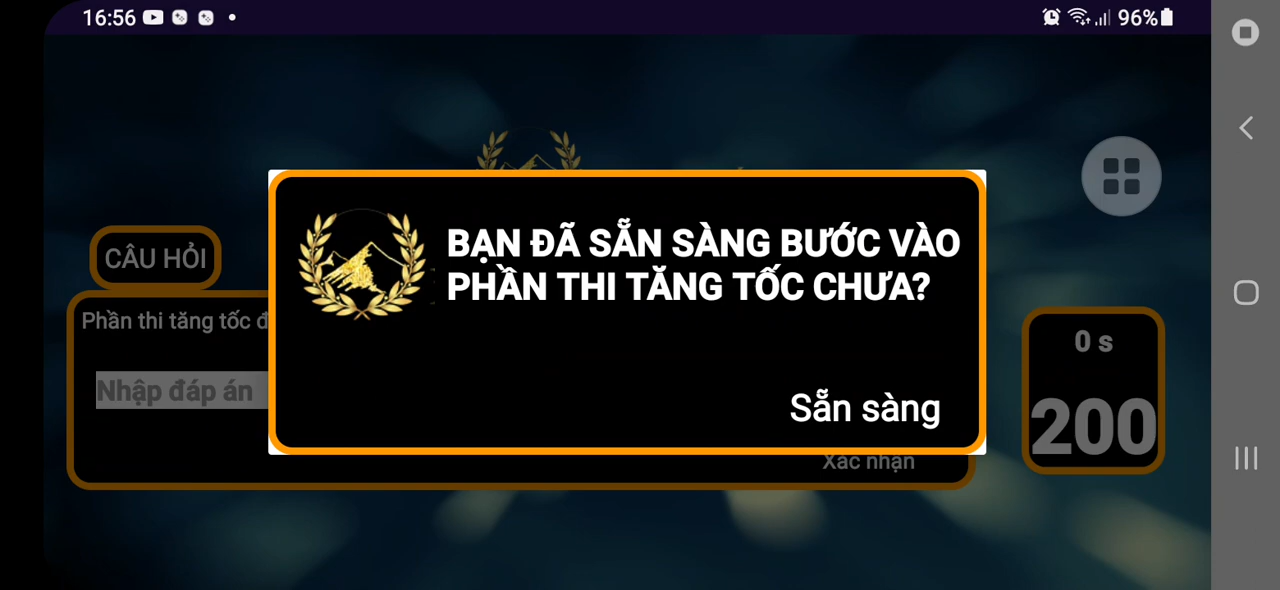 16:56
96%
BẠN ĐÃ SẴN SÀNG BƯỚC VÀO
PHẦN THI TĂNG TỐC CHƯA?
CÂU HỎI
Phần thi tăng tốc
0 s
Nhập đáp án
Sẵn sàng
200
Xác nhận